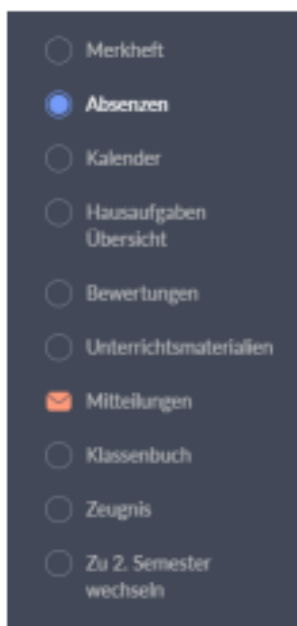 Merkheft
Absenzen
Kalender
Hausaufgaben
Übersicht
Bewertungen
Unterrichtsmaterialien
Mitteilungen
Klassenbuch
Zeugnis
Zu 2. Semester
wechseln